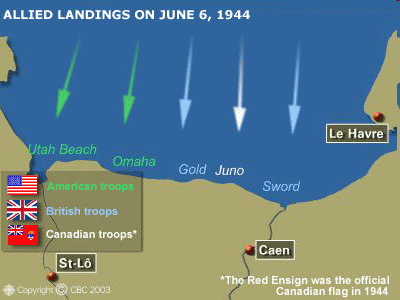 ALLIED LANDINGS ON JUNE 6, 1944
Le Havre
Utah Beach
Omaha
Gold
Juno
Sword
American troops
British troops
Canadian troops*
Caen
St-Lô
*The Red Ensign was the official
Canadian flag in 1944
Copyright © CBC 2003